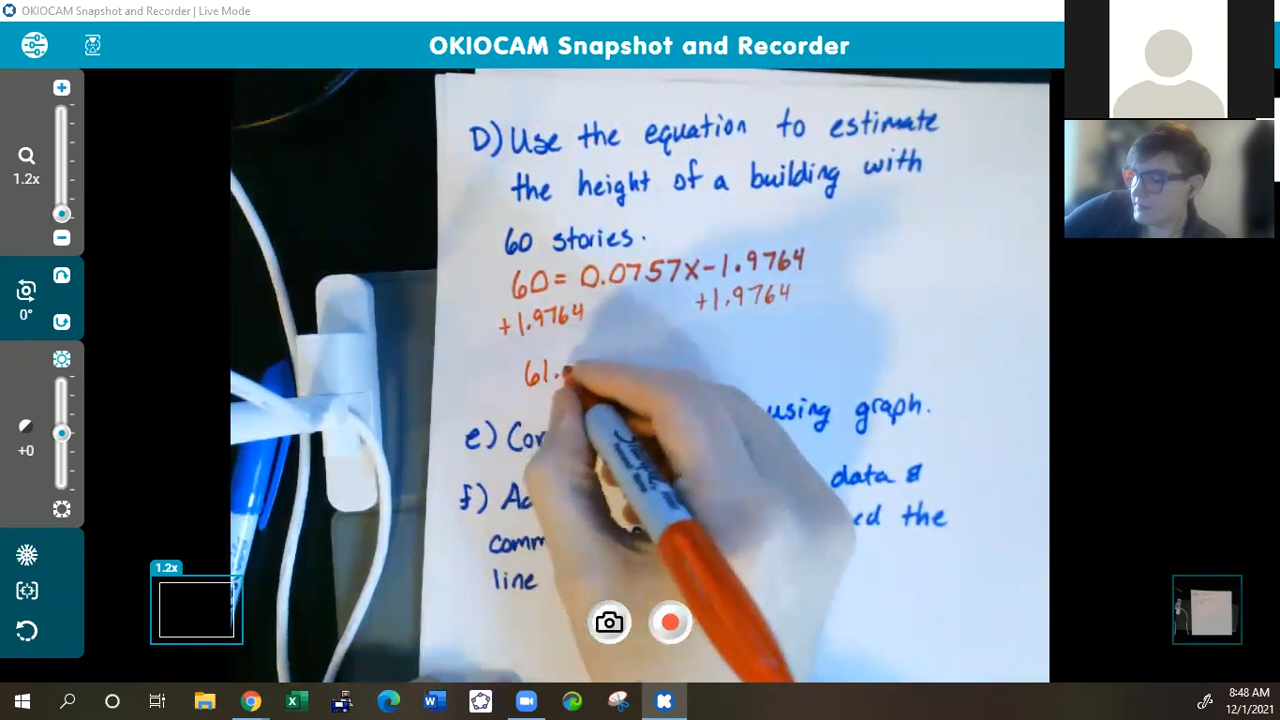 OKIOCAM Snapshot and Recorder | Live Mode
OKIOCAM Snapshot and Recorder
D) Use the equation to estimate
the height of a building with
60 stories.
60 = 0.0757x - 1.9764
+1.9764 +1.9764
61.
e) using graph.
f) data &
the
line
1.2x
0°
+0
1.2x
8:48 AM
12/1/2021